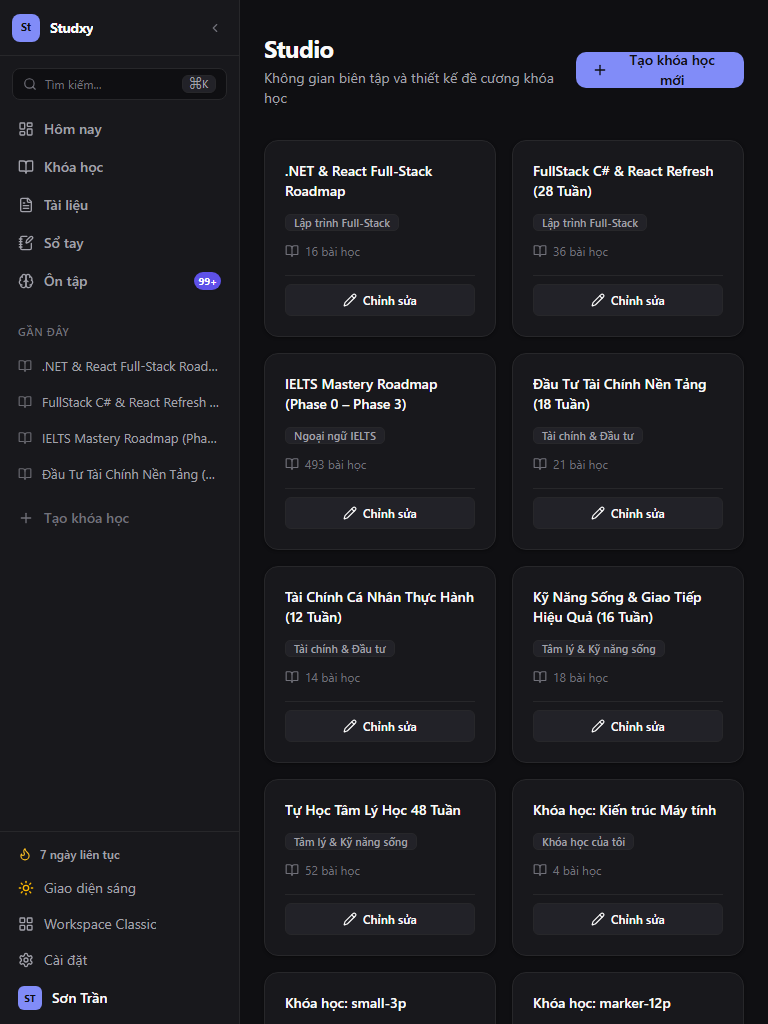 St
Studxy
Tìm kiếm...
⌘K
Hôm nay
Khóa học
Tài liệu
Sổ tay
Ôn tập
99+
GẦN ĐÂY
.NET & React Full-Stack Road...
FullStack C# & React Refresh ...
IELTS Mastery Roadmap (Pha...
Đầu Tư Tài Chính Nền Tảng (...
Tạo khóa học
7 ngày liên tục
Giao diện sáng
Workspace Classic
Cài đặt
ST
Sơn Trần
Studio
Không gian biên tập và thiết kế đề cương khóa
học
Tạo khóa học
mới
.NET & React Full-Stack
Roadmap
Lập trình Full-Stack
16 bài học
Chỉnh sửa
FullStack C# & React Refresh
(28 Tuần)
Lập trình Full-Stack
36 bài học
Chỉnh sửa
IELTS Mastery Roadmap
(Phase 0 – Phase 3)
Ngoại ngữ IELTS
493 bài học
Chỉnh sửa
Đầu Tư Tài Chính Nền Tảng
(18 Tuần)
Tài chính & Đầu tư
21 bài học
Chỉnh sửa
Tài Chính Cá Nhân Thực Hành
(12 Tuần)
Tài chính & Đầu tư
14 bài học
Chỉnh sửa
Kỹ Năng Sống & Giao Tiếp
Hiệu Quả (16 Tuần)
Tâm lý & Kỹ năng sống
18 bài học
Chỉnh sửa
Tự Học Tâm Lý Học 48 Tuần
Tâm lý & Kỹ năng sống
52 bài học
Chỉnh sửa
Khóa học: Kiến trúc Máy tính
Khóa học của tôi
4 bài học
Chỉnh sửa
Khóa học: small-3p
Khóa học: marker-12p